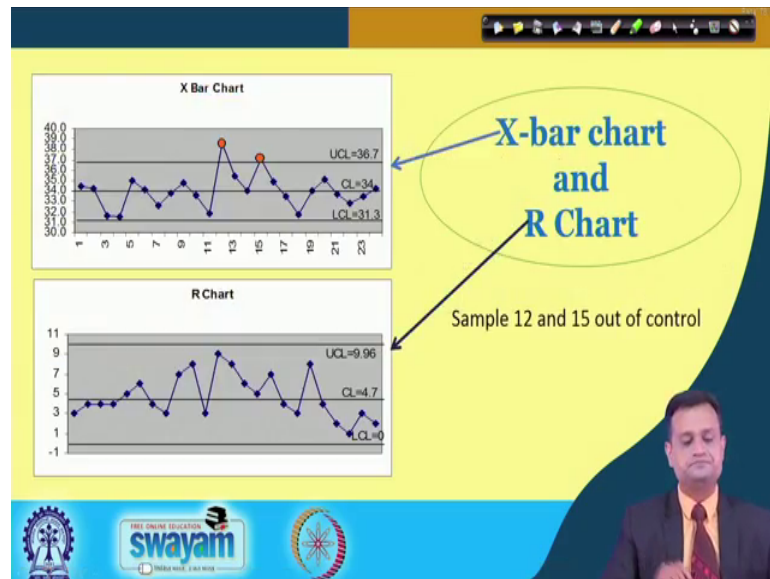 X Bar Chart
40.0
39.0
38.0
37.0
36.0
35.0
34.0
33.0
32.0
31.0
30.0
UCL=36.7
CL=34
LCL=31.3
1
3
5
7
9
11
13
15
17
19
21
23
X-bar chart
and
R Chart
R Chart
11
9
7
5
3
1
-1
UCL=9.96
CL=4.7
LCL=0
Sample 12 and 15 out of control
FREE ONLINE EDUCATION
swayam